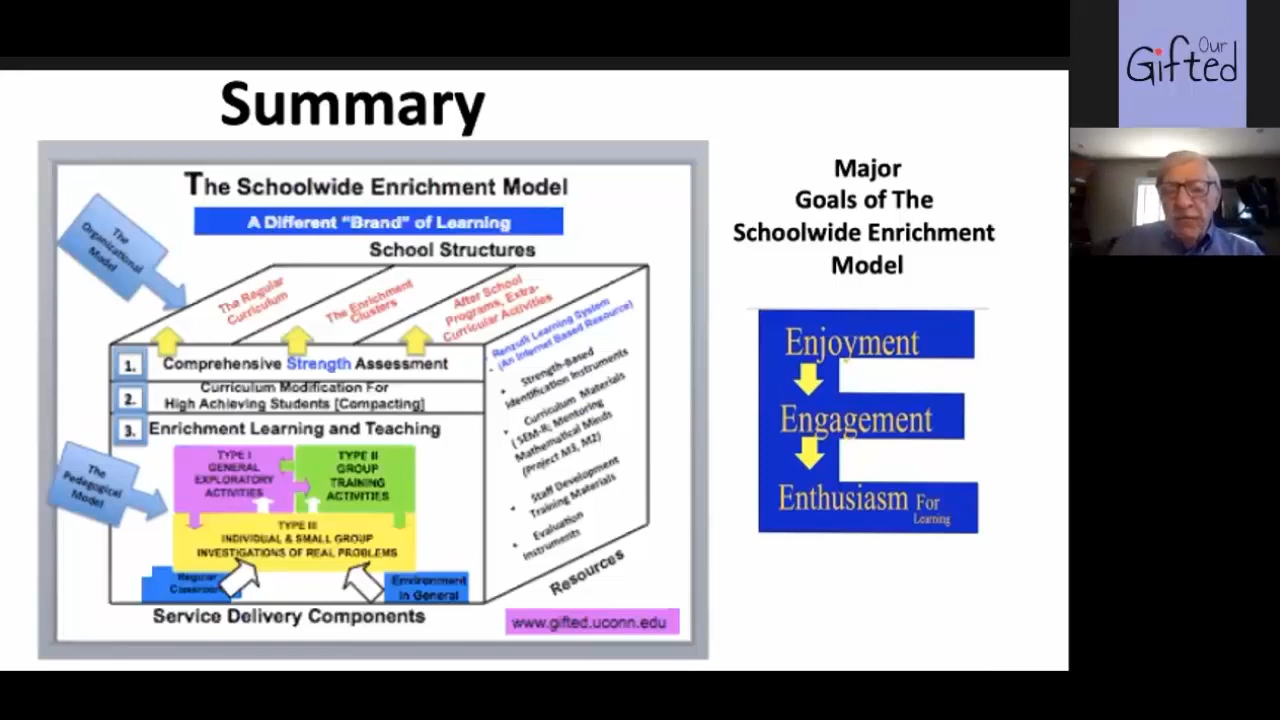 Summary
The Schoolwide Enrichment Model
A Different “Brand” of Learning
School Structures
The
Organizational
Model
The Regular
Curriculum
The Enrichment
Clusters
After School
Programs, Extra-
Curricular Activities
1.
Comprehensive Strength Assessment
2.
Curriculum Modification For
High Achieving Students [Compacting]
3.
Enrichment Learning and Teaching
The
Pedagogical
Model
TYPE I
GENERAL
EXPLORATORY
ACTIVITIES
TYPE II
GROUP
TRAINING
ACTIVITIES
TYPE III
INDIVIDUAL & SMALL GROUP
INVESTIGATIONS OF REAL PROBLEMS
Regular
Classroom
Environment
In General
Service Delivery Components
• Renzulli Learning System
(An Internet Based Resource)
• Strength-Based
Identification Instruments
• Curriculum Materials
( SEM-R, Mentoring
Mathematical Minds
(Project M3, M2)
• Staff Development
Training Materials
• Evaluation
Instruments
Resources
www.gifted.uconn.edu
Major
Goals of The
Schoolwide Enrichment
Model
Enjoyment
Engagement
Enthusiasm For
Learning
Our
Gifted